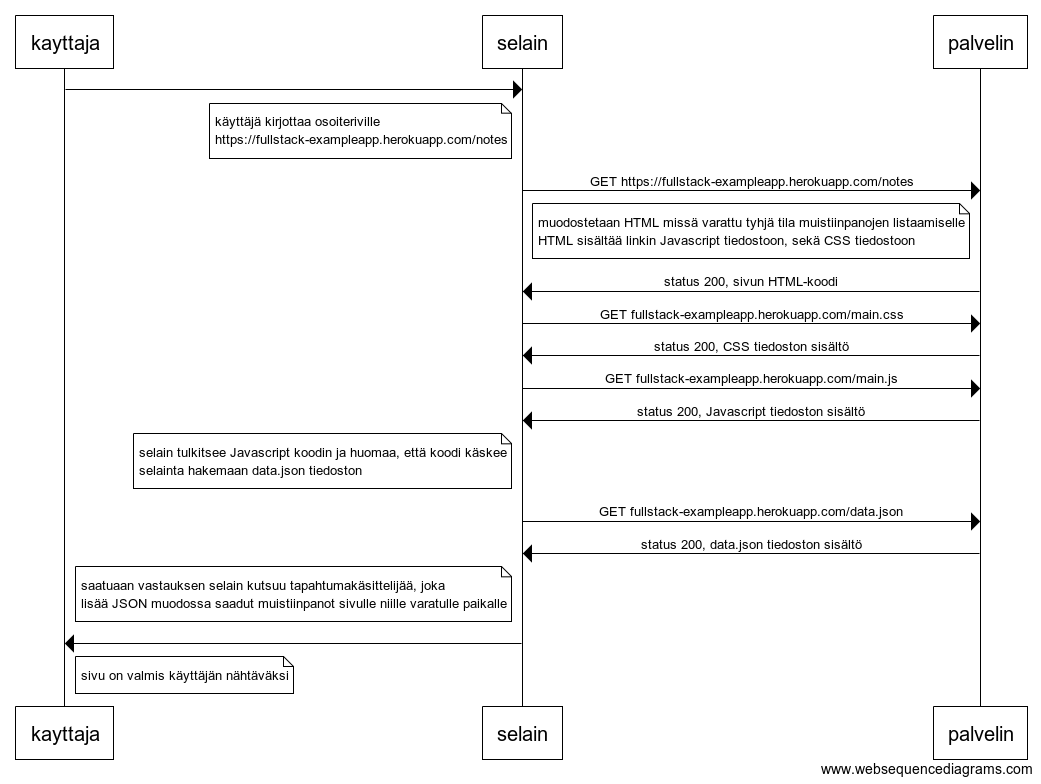 kayttaja
selain
palvelin
käyttäjä kirjottaa osoiteriville
https://fullstack-exampleapp.herokuapp.com/notes
GET https://fullstack-exampleapp.herokuapp.com/notes
muodostetaan HTML missä varattu tyhjä tila muistiinpanojen listaamiselle
HTML sisältää linkin Javascript tiedostoon, sekä CSS tiedostoon
status 200, sivun HTML-koodi
GET fullstack-exampleapp.herokuapp.com/main.css
status 200, CSS tiedoston sisältö
GET fullstack-exampleapp.herokuapp.com/main.js
status 200, Javascript tiedoston sisältö
selain tulkitsee Javascript koodin ja huomaa, että koodi käskee
selainta hakemaan data.json tiedoston
GET fullstack-exampleapp.herokuapp.com/data.json
status 200, data.json tiedoston sisältö
saatuaan vastauksen selain kutsuu tapahtumakäsittelijää, joka
lisää JSON muodossa saadut muistiinpanot sivulle niille varatulle paikalle
sivu on valmis käyttäjän nähtäväksi
kayttaja
selain
palvelin
www.websequencediagrams.com